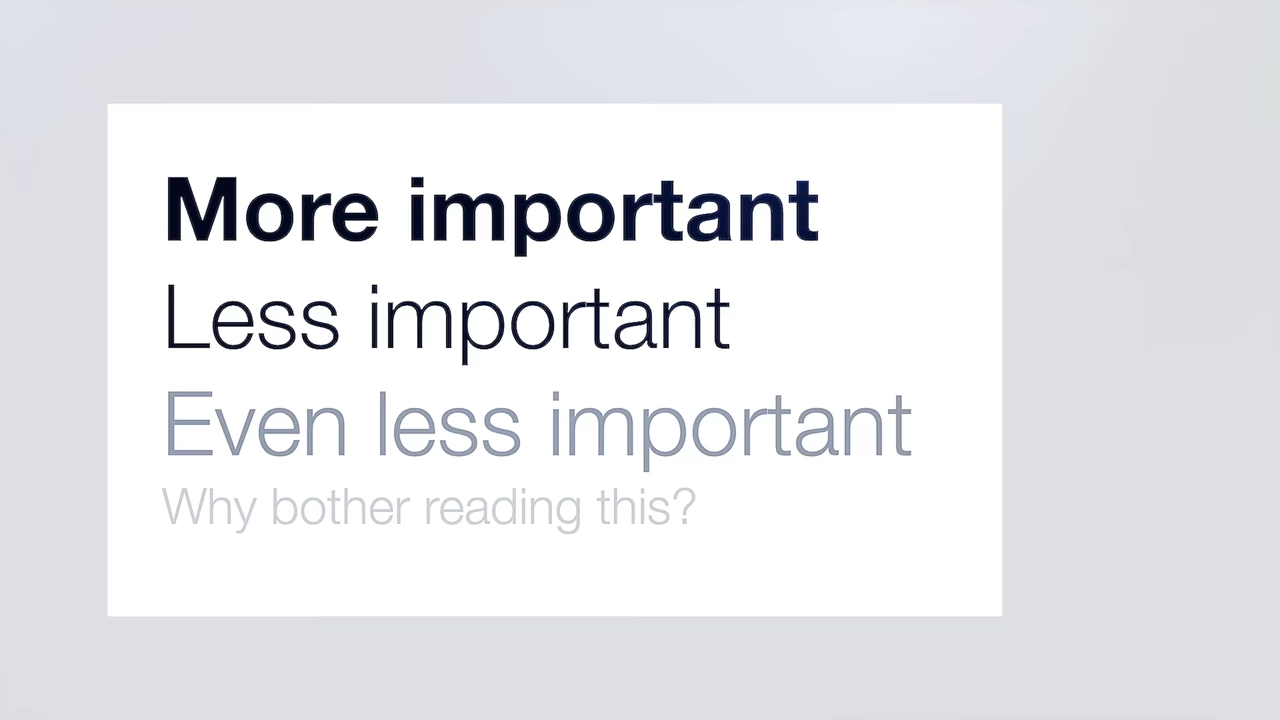 More important
Less important
Even less important
Why bother reading this?